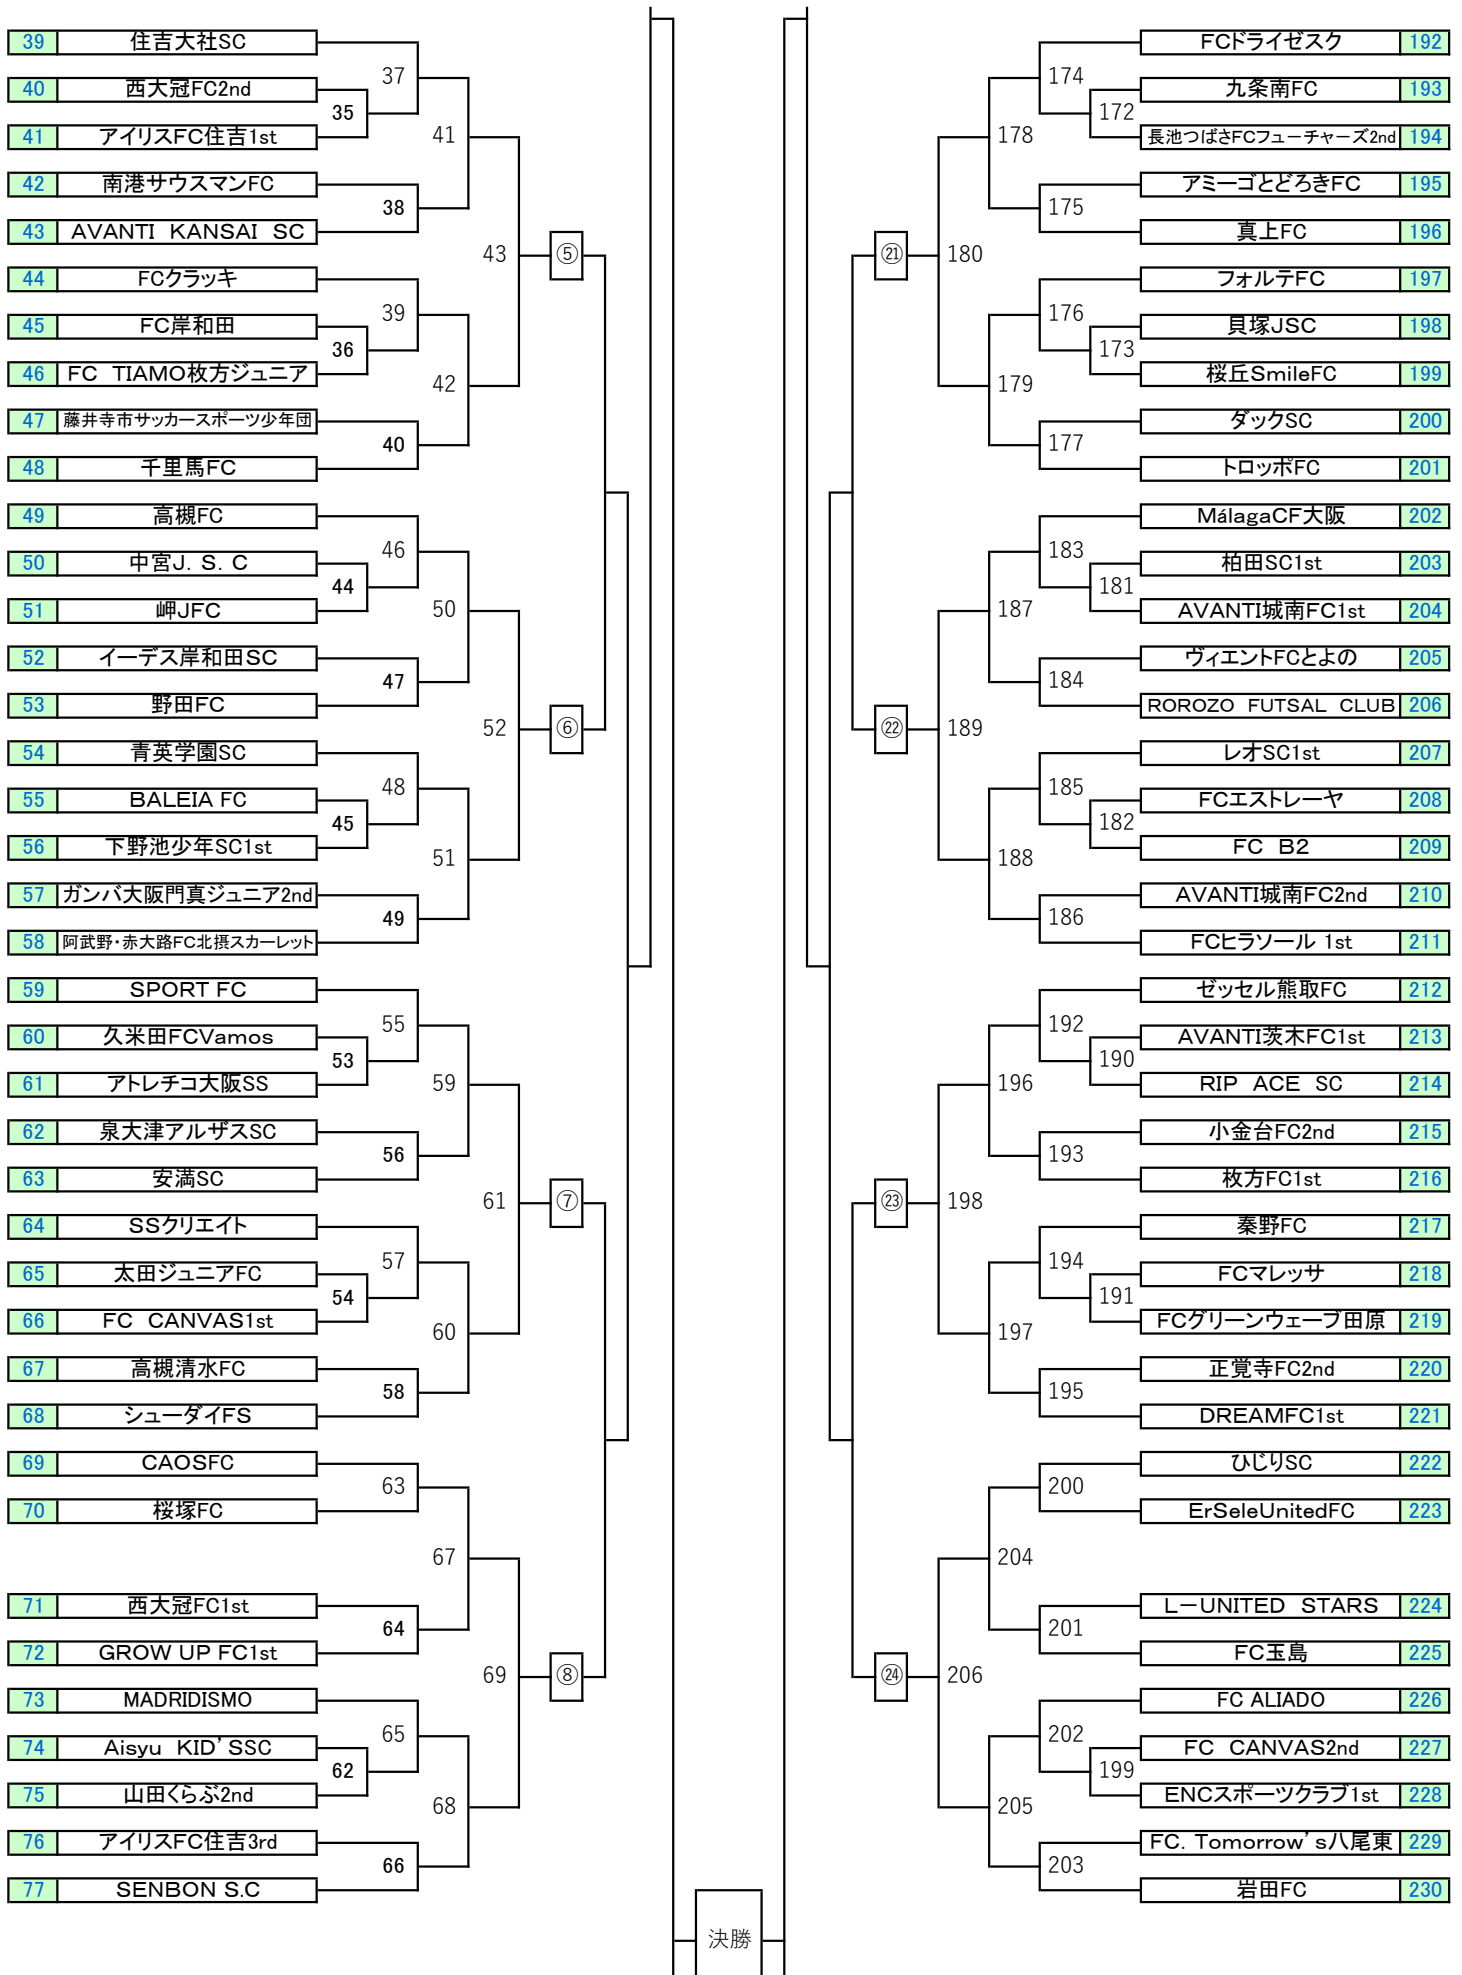 39 住吉大社SC
37
40 西大冠FC2nd
35
41 アイリスFC住吉1st
41
42 南港サウスマンFC
38
43 AVANTI KANSAI SC
43
⑤
44 FCクラッキ
39
45 FC岸和田
36
46 FC TIAMO枚方ジュニア
42
47 藤井寺市サッカースポーツ少年団
40
48 千里馬FC
49 高槻FC
46
50 中宮J．S．C
44
51 岬JFC
50
52 イーデス岸和田SC
47
53 野田FC
52
⑥
54 青英学園SC
48
55 BALEIA FC
45
56 下野池少年SC1st
51
57 ガンバ大阪門真ジュニア2nd
49
58 阿武野・赤大路FC北摂スカーレット
59 SPORT FC
55
60 久米田FCVamos
53
61 アトレチコ大阪SS
59
62 泉大津アルザスSC
56
63 安満SC
61
⑦
64 SSクリエイト
57
65 太田ジュニアFC
54
66 FC CANVAS1st
60
67 高槻清水FC
58
68 シューダイFS
69 CAOSFC
63
70 桜塚FC
67
71 西大冠FC1st
64
72 GROW UP FC1st
69
⑧
73 MADRIDISMO
65
74 Aisyu KID’SSC
62
75 山田くらぶ2nd
68
76 アイリスFC住吉3rd
66
77 SENBON S.C
決勝
FCドライゼスク 192
174
九条南FC 193
172
長池つばさFCフューチャーズ2nd 194
178
アミーゴとどろきFC 195
175
真上FC 196
㉑
180
フォルテFC 197
176
貝塚JSC 198
173
桜丘SmileFC 199
179
ダックSC 200
177
トロッポFC 201
MálagaCF大阪 202
183
柏田SC1st 203
181
AVANTI城南FC1st 204
187
ヴィエントFCとよの 205
184
ROROZO FUTSAL CLUB 206
㉒
189
レオSC1st 207
185
FCエストレーヤ 208
182
FC B2 209
188
AVANTI城南FC2nd 210
186
FCヒラソール 1st 211
ゼッセル熊取FC 212
192
AVANTI茨木FC1st 213
190
RIP ACE SC 214
196
小金台FC2nd 215
193
枚方FC1st 216
㉓
198
秦野FC 217
194
FCマレッサ 218
191
FCグリーンウェーブ田原 219
197
正覚寺FC2nd 220
195
DREAMFC1st 221
ひじりSC 222
200
ErSeleUnitedFC 223
204
L－UNITED STARS 224
201
FC玉島 225
㉔
206
FC ALIADO 226
202
FC CANVAS2nd 227
199
ENCスポーツクラブ1st 228
205
FC．Tomorrow’s八尾東 229
203
岩田FC 230